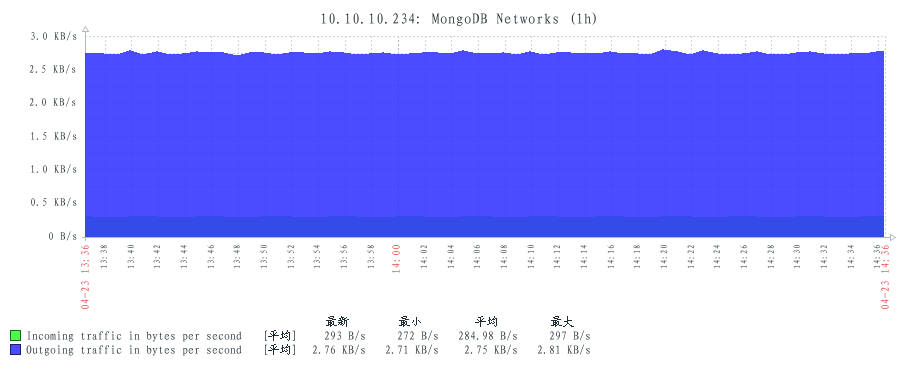 10.10.10.234: MongoDB Networks (1h)
3.0 KB/s
2.5 KB/s
2.0 KB/s
1.5 KB/s
1.0 KB/s
0.5 KB/s
0 B/s
04-23 13:36
13:38
13:40
13:42
13:44
13:46
13:48
13:50
13:52
13:54
13:56
13:58
14:00
14:02
14:04
14:06
14:08
14:10
14:12
14:14
14:16
14:18
14:20
14:22
14:24
14:26
14:28
14:30
14:32
14:34
14:36
04-23 14:36
最新 最小 平均 最大
Incoming traffic in bytes per second [平均] 293 B/s 272 B/s 284.98 B/s 297 B/s
Outgoing traffic in bytes per second [平均] 2.76 KB/s 2.71 KB/s 2.75 KB/s 2.81 KB/s